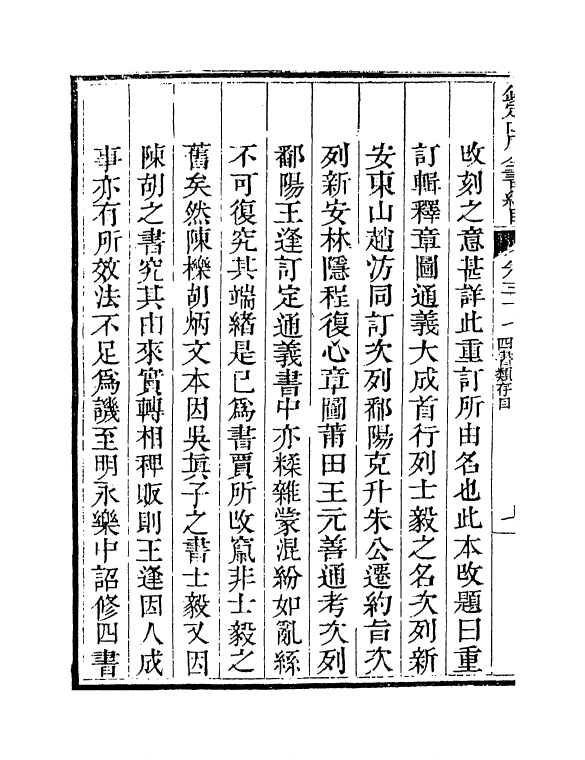 欽定四庫全書總目 卷三十七 四書類存目
改刻之意甚詳此重訂所由名也此本改題曰重
訂輯釋章圖通義大成首行列士毅之名次列新
安東山趙汸同訂次列鄱陽克升朱公遷約旨次
列新安林隱程復心章圖莆田王元善通考次列
鄱陽王逢訂定通義書中亦糅雜蒙混紛如亂絲
不可復究其端緒是已為書賈所改竄非士毅之
舊矣然陳櫟胡炳文本因吳眞子之書士毅又因
陳胡之書究其由來實轉相稗販則王逢因人成
事亦有所效法不足為譏至明永樂中詔修四書